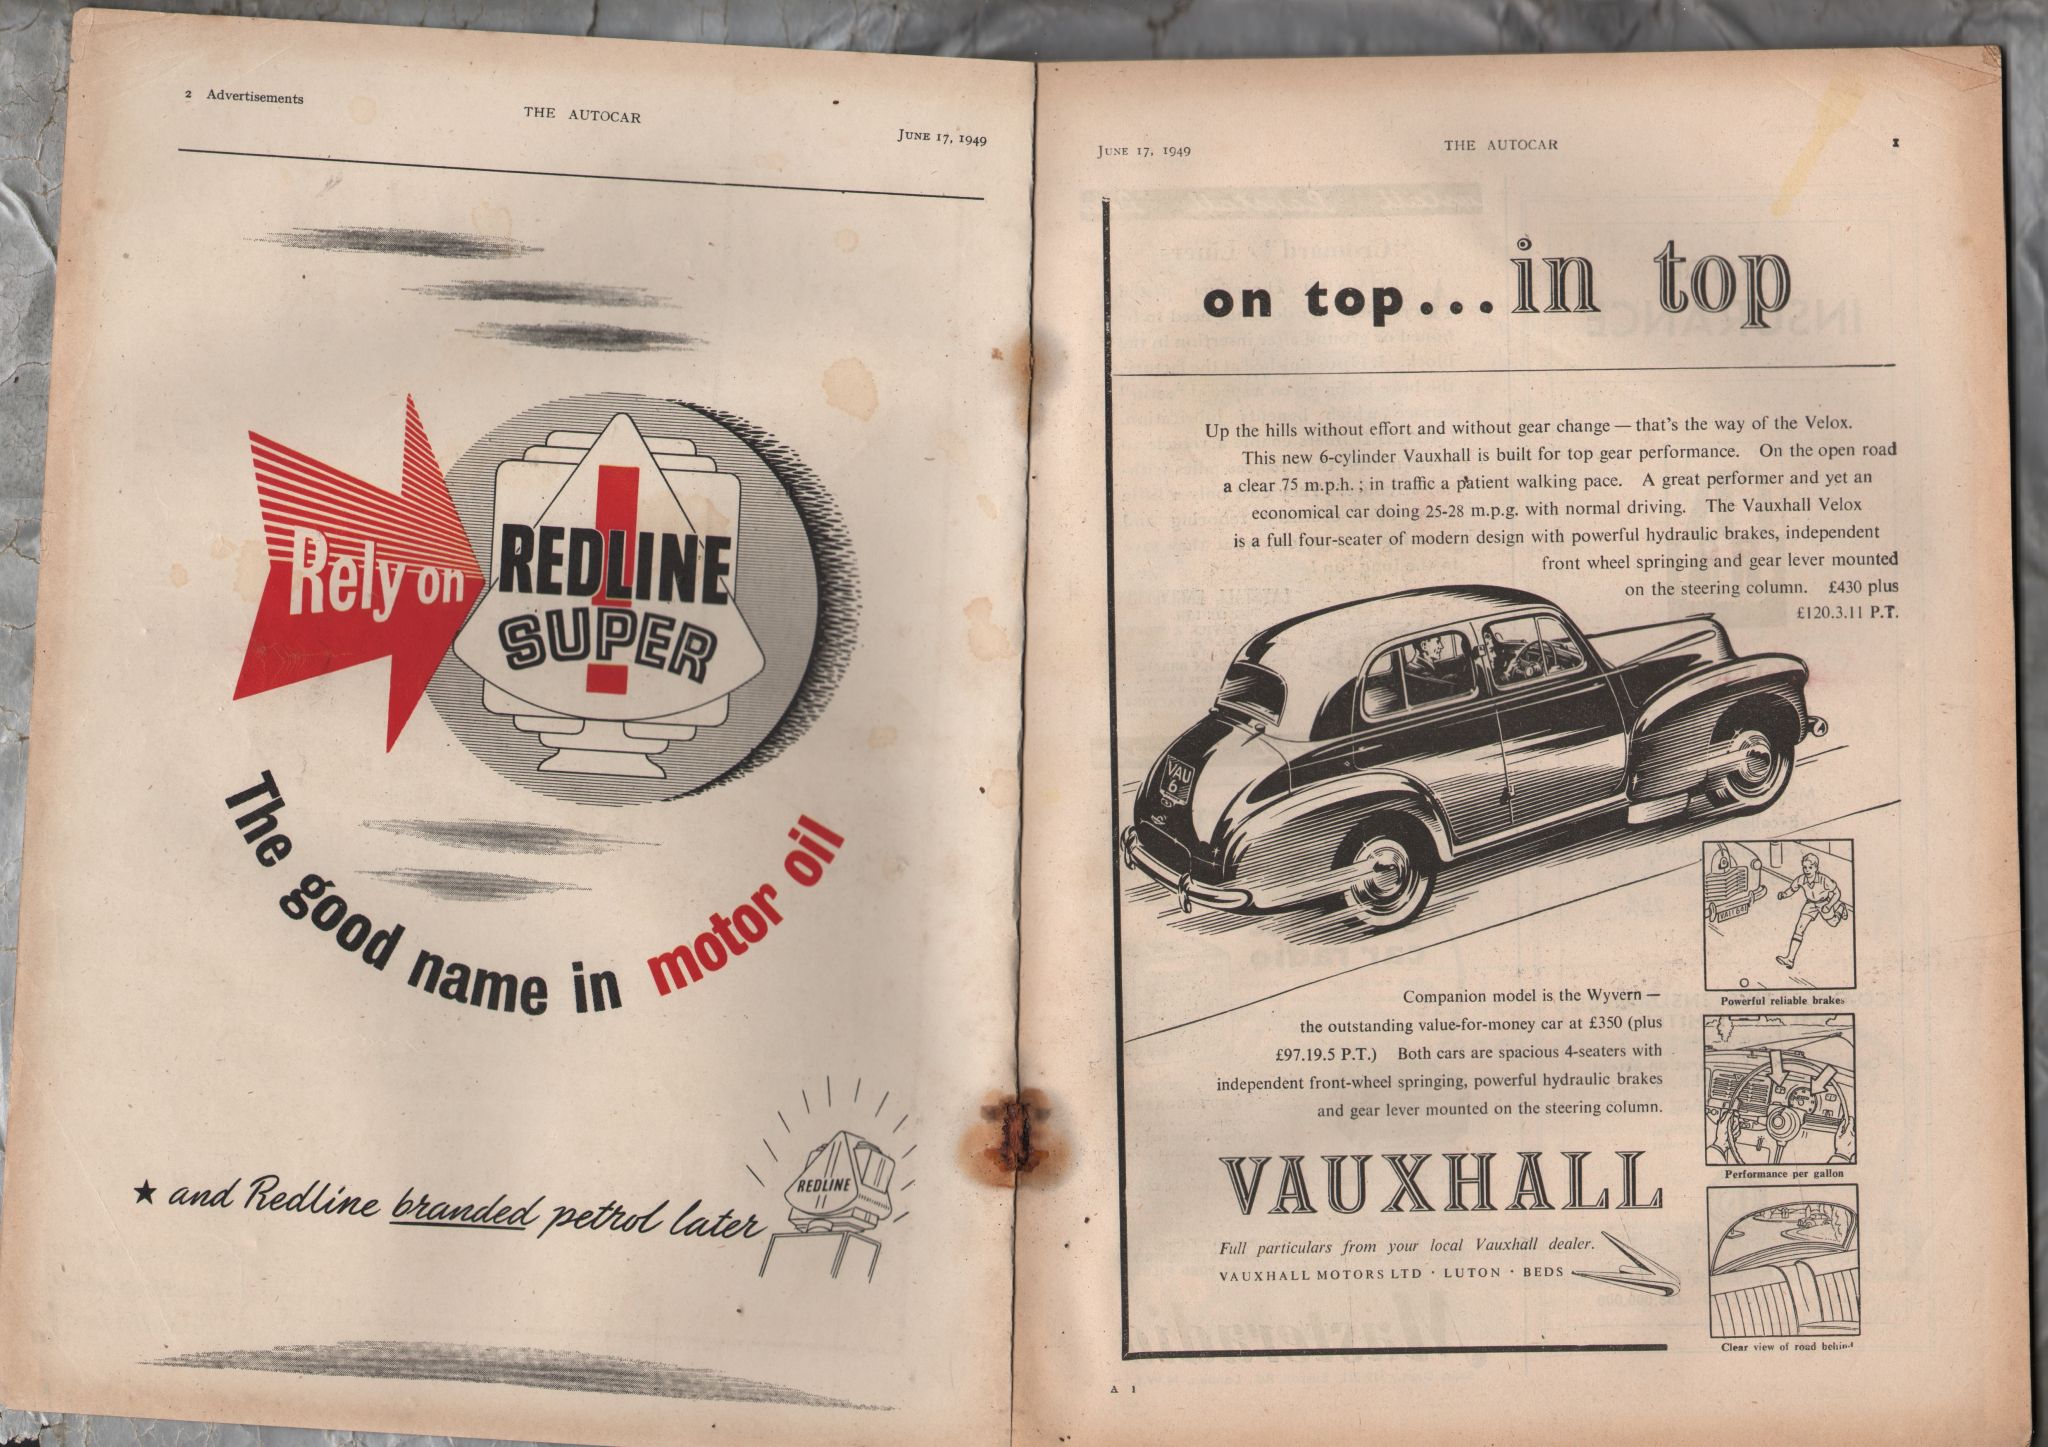 2 Advertisements
THE AUTOCAR
JUNE 17, 1949
Rely on
REDLINE
SUPER
The good name in motor oil
★ and Redline branded petrol later
REDLINE
JUNE 17, 1949
THE AUTOCAR
1
on top...in top
Up the hills without effort and without gear change — that's the way of the Velox.
This new 6-cylinder Vauxhall is built for top gear performance. On the open road
a clear 75 m.p.h. ; in traffic a patient walking pace. A great performer and yet an
economical car doing 25-28 m.p.g. with normal driving. The Vauxhall Velox
is a full four-seater of modern design with powerful hydraulic brakes, independent
front wheel springing and gear lever mounted
on the steering column. £430 plus
£120.3.11 P.T.
VAU
6
Powerful reliable brakes
Companion model is the Wyvern —
the outstanding value-for-money car at £350 (plus
£97.19.5 P.T.) Both cars are spacious 4-seaters with
independent front-wheel springing, powerful hydraulic brakes
and gear lever mounted on the steering column.
Performance per gallon
VAUXHALL
Full particulars from your local Vauxhall dealer.
VAUXHALL MOTORS LTD · LUTON · BEDS
Clear view of road behind
A 1